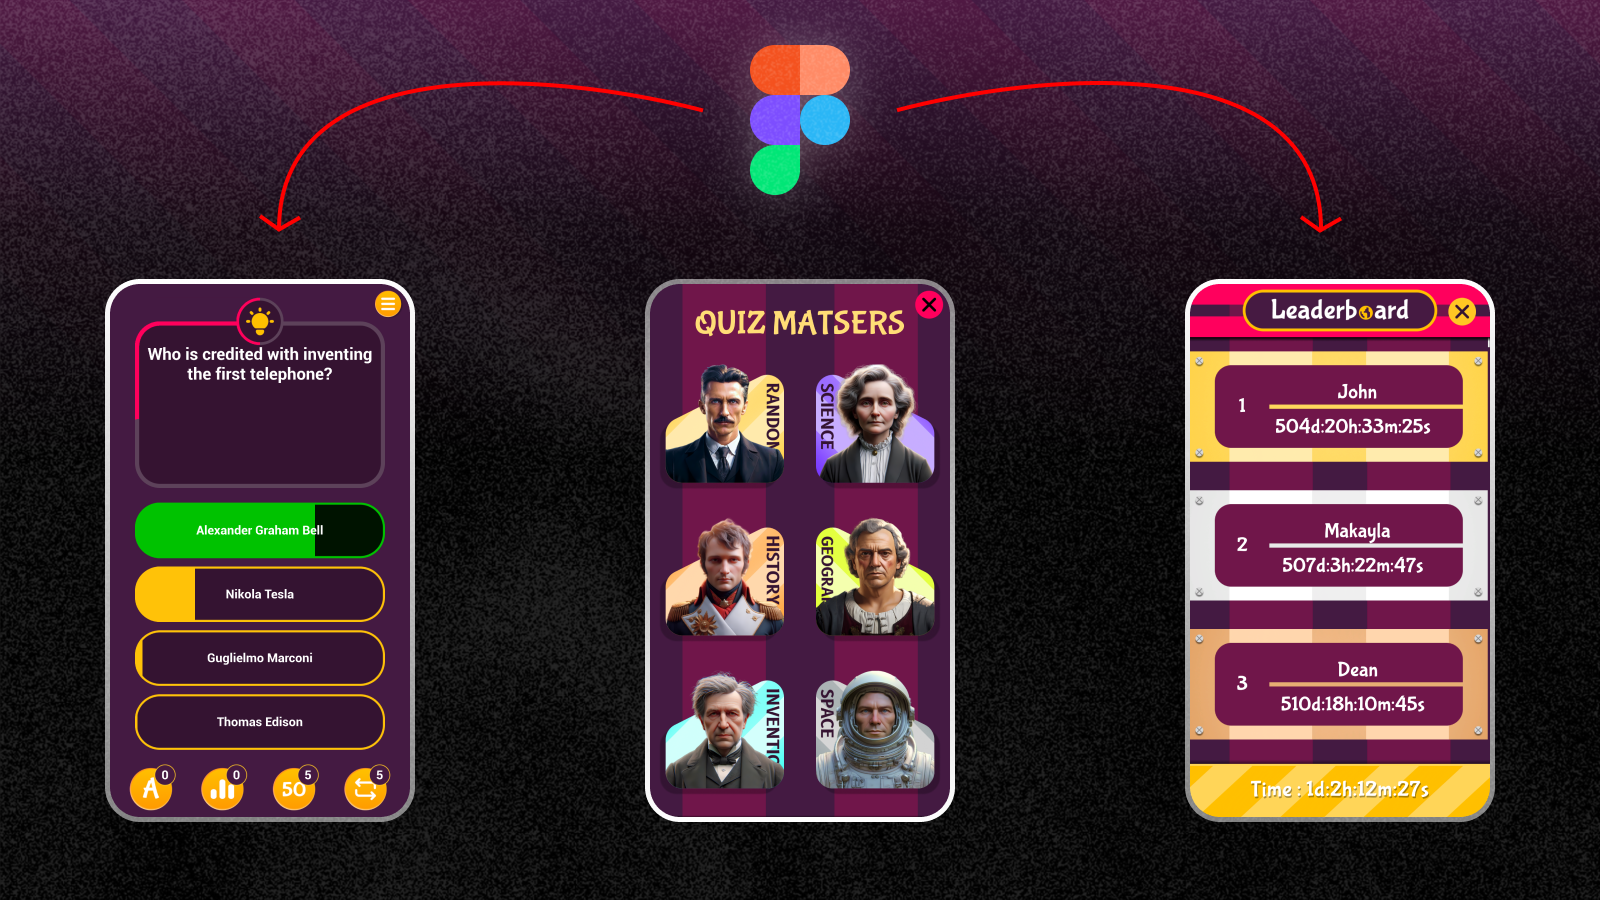 Who is credited with inventing
the first telephone?
Alexander Graham Bell
Nikola Tesla
Guglielmo Marconi
Thomas Edison
A 0
0
50 5
5
QUIZ MATSERS
RANDOM
SCIENCE
HISTORY
GEOGRA
INVENTIC
SPACE
Leaderboard
1
John
504d:20h:33m:25s
2
Makayla
507d:3h:22m:47s
3
Dean
510d:18h:10m:45s
Time : 1d:2h:12m:27s